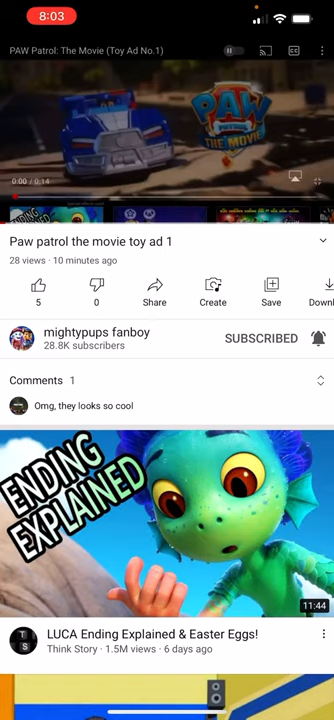 8:03
PAW Patrol: The Movie (Toy Ad No.1)
CC
PAW
PATROL
THE MOVIE
0:00 / 0:14
Paw patrol the movie toy ad 1
28 views · 10 minutes ago
5
0
Share
Create
Save
Downl
mightypups fanboy
28.8K subscribers
SUBSCRIBED
Comments 1
Omg, they looks so cool
ENDING
EXPLAINED
11:44
T
S
LUCA Ending Explained & Easter Eggs!
Think Story · 1.5M views · 6 days ago